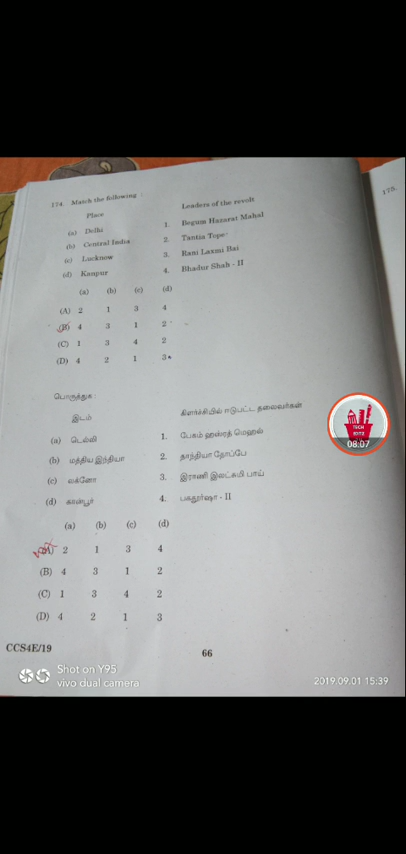 174. Match the following :
Place Leaders of the revolt
(a) Delhi 1. Begum Hazarat Mahal
(b) Central India 2. Tantia Tope
(c) Lucknow 3. Rani Laxmi Bai
(d) Kanpur 4. Bhadur Shah - II
(a) (b) (c) (d)
(A) 2 1 3 4
(B) 4 3 1 2
(C) 1 3 4 2
(D) 4 2 1 3
175.
பொருத்துக :
இடம் கிளர்ச்சியில் ஈடுபட்ட தலைவர்கள்
(a) டெல்லி 1. பேகம் ஹஸ்ரத் மெஹல்
(b) மத்திய இந்தியா 2. தாந்தியா தோப்பே
(c) லக்னோ 3. இராணி இலட்சுமி பாய்
(d) கான்பூர் 4. பகதூர்ஷா - II
(a) (b) (c) (d)
(A) 2 1 3 4
(B) 4 3 1 2
(C) 1 3 4 2
(D) 4 2 1 3
TECH
08:07
CCS4E/19 66
Shot on Y95
vivo dual camera
2019.09.01 15:39